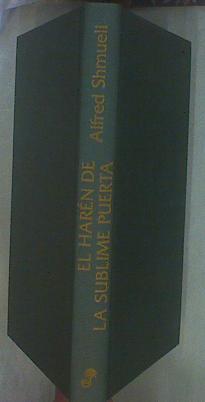 EL HARÉN DE
LA SUBLIME PUERTA
Alfred Shmueli